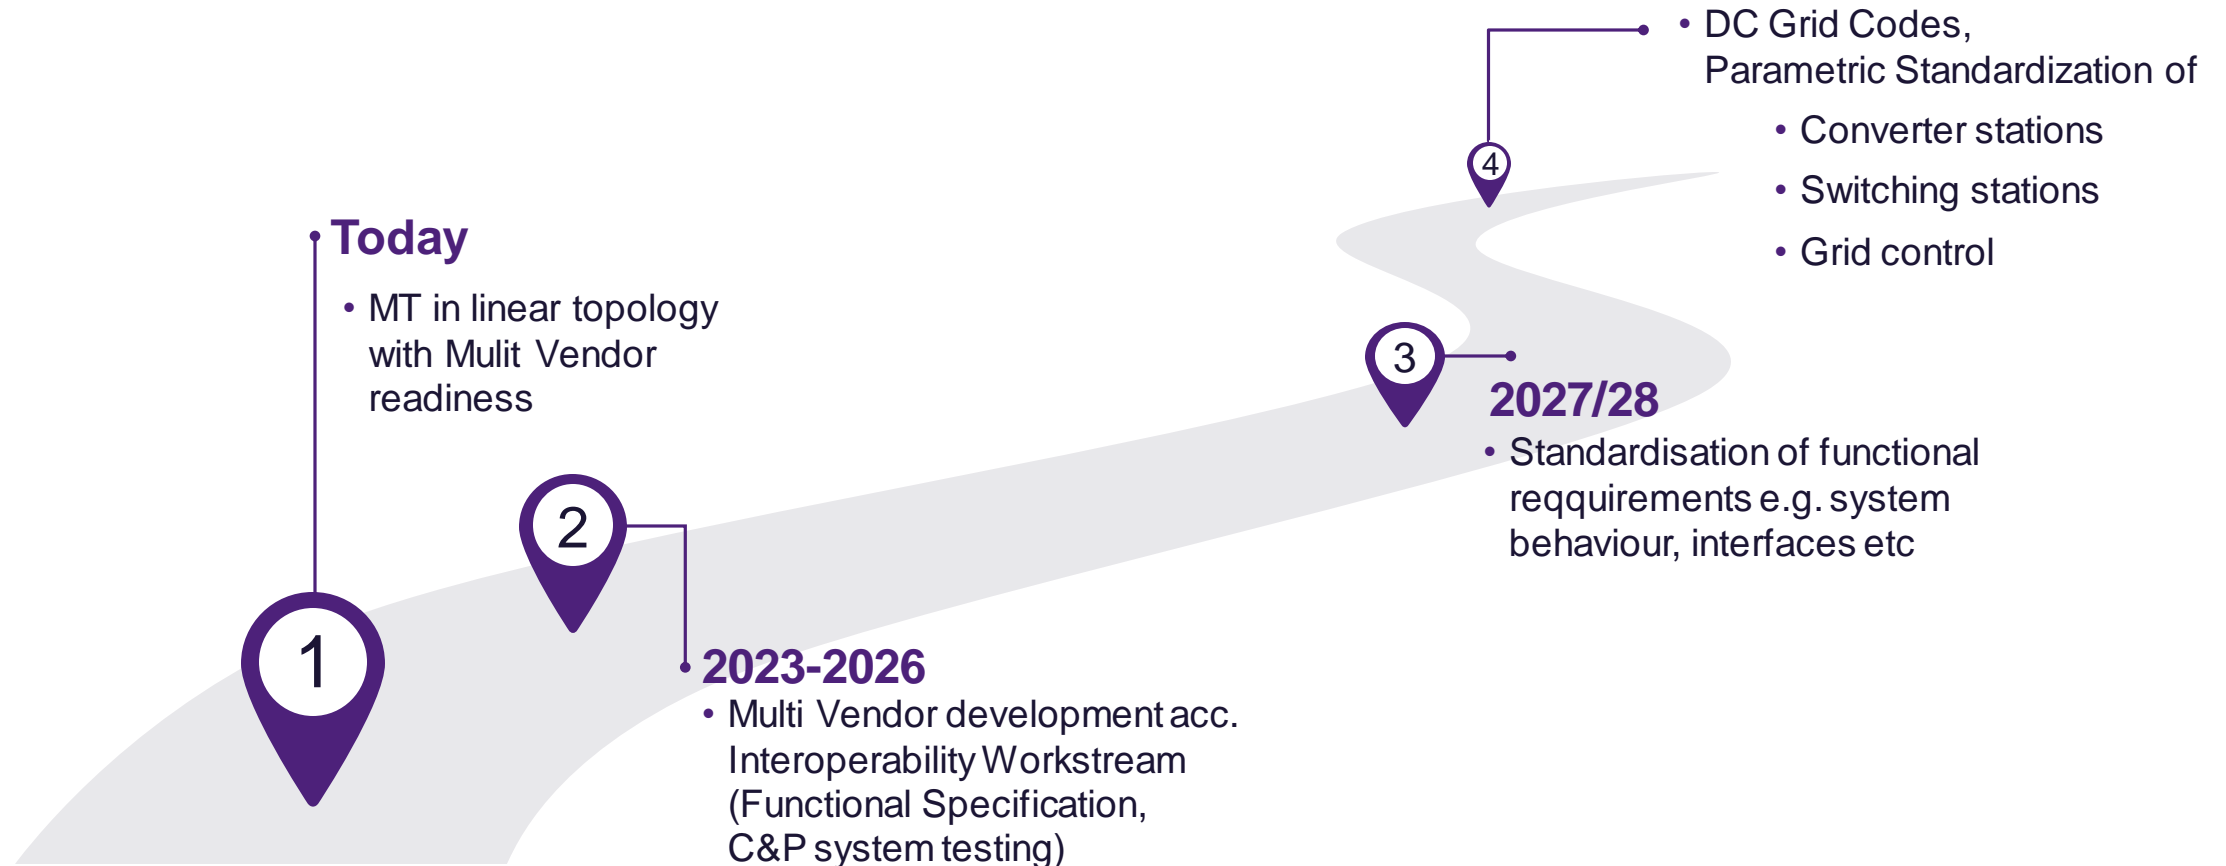 1
Today
• MT in linear topology
with Mulit Vendor
readiness
2
2023-2026
• Multi Vendor development acc.
Interoperability Workstream
(Functional Specification,
C&P system testing)
3
2027/28
• Standardisation of functional
reqquirements e.g. system
behaviour, interfaces etc
4
• DC Grid Codes,
Parametric Standardization of
• Converter stations
• Switching stations
• Grid control